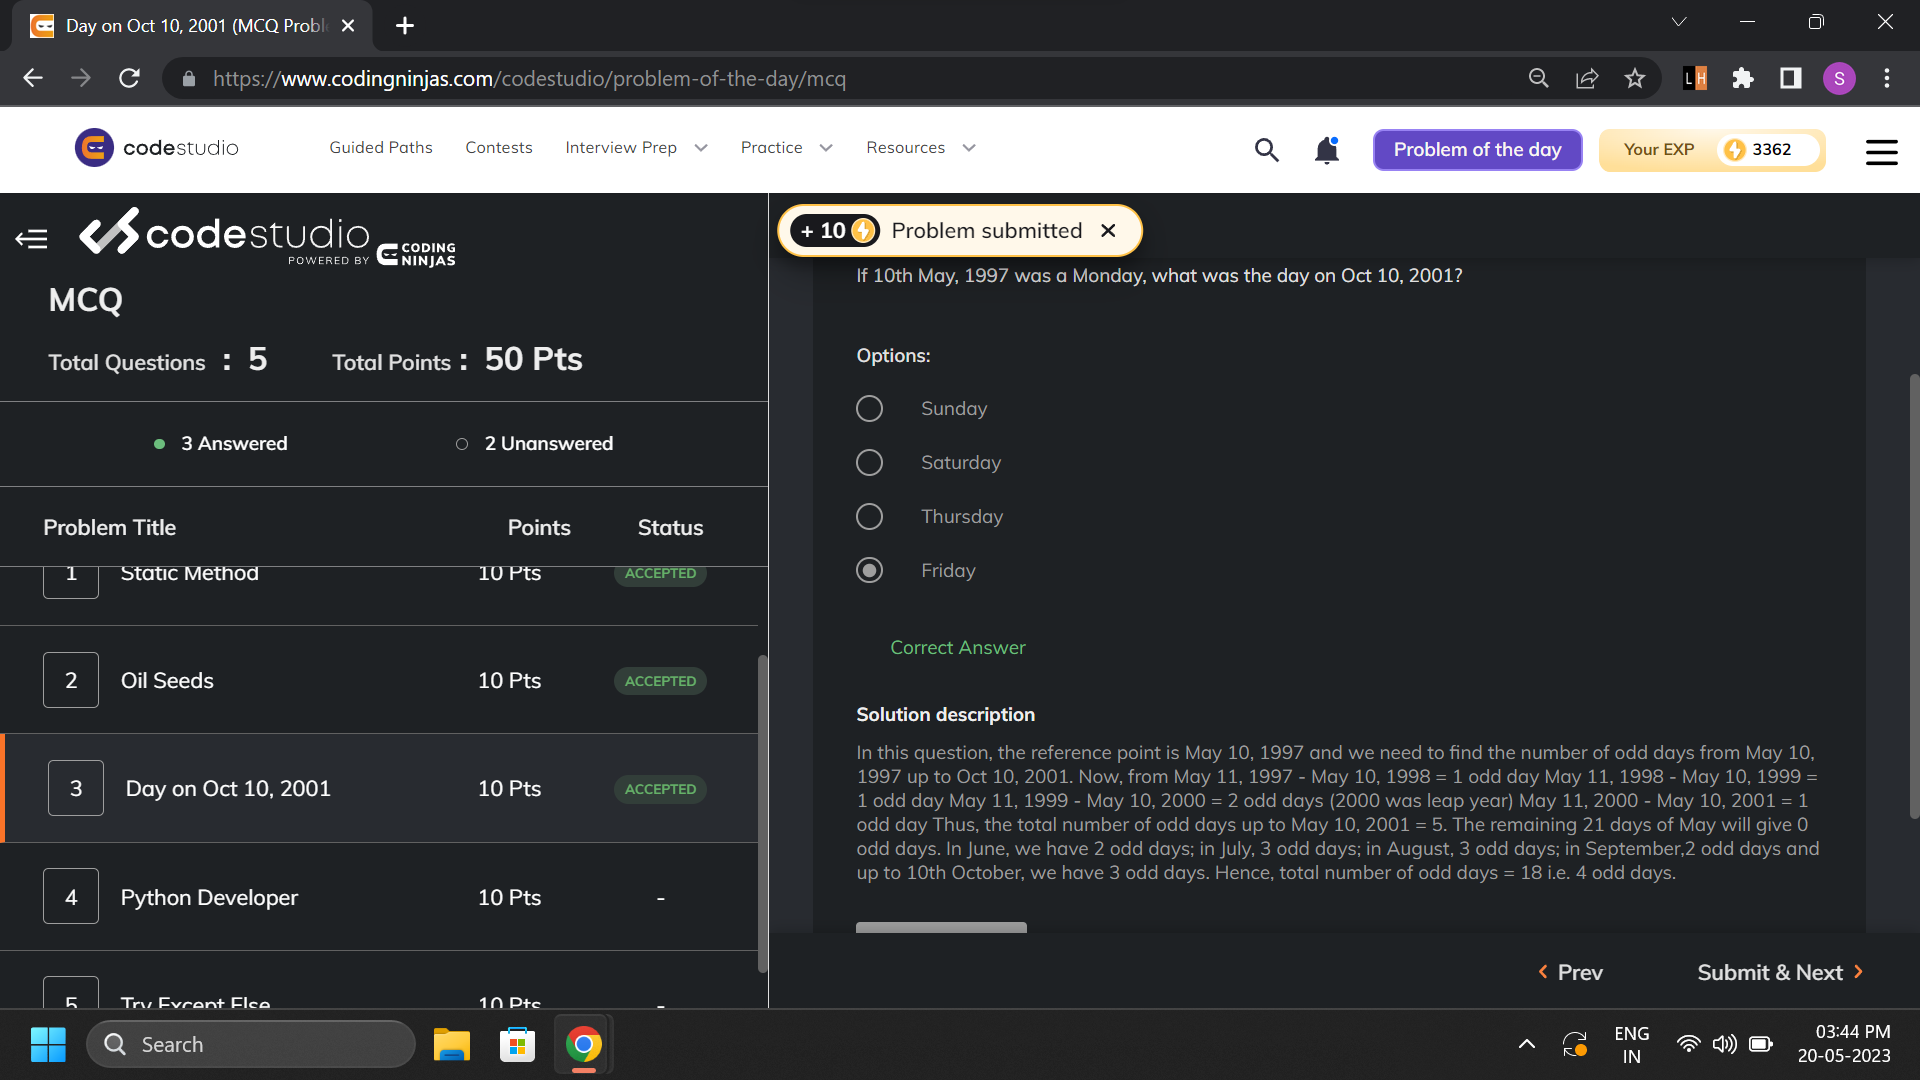 Day on Oct 10, 2001 (MCQ Probl
https://www.codingninjas.com/codestudio/problem-of-the-day/mcq
LH
S
codestudio
Guided Paths
Contests
Interview Prep
Practice
Resources
Problem of the day
Your EXP
3362
codestudio
POWERED BY CODING NINJAS
MCQ
Total Questions : 5
Total Points : 50 Pts
3 Answered
2 Unanswered
Problem Title
Points
Status
1
Static Method
10 Pts
ACCEPTED
2
Oil Seeds
10 Pts
ACCEPTED
3
Day on Oct 10, 2001
10 Pts
ACCEPTED
4
Python Developer
10 Pts
-
5
Try Except Else
10 Pts
-
+ 10
Problem submitted
If 10th May, 1997 was a Monday, what was the day on Oct 10, 2001?
Options:
Sunday
Saturday
Thursday
Friday
Correct Answer
Solution description
In this question, the reference point is May 10, 1997 and we need to find the number of odd days from May 10,
1997 up to Oct 10, 2001. Now, from May 11, 1997 - May 10, 1998 = 1 odd day May 11, 1998 - May 10, 1999 =
1 odd day May 11, 1999 - May 10, 2000 = 2 odd days (2000 was leap year) May 11, 2000 - May 10, 2001 = 1
odd day Thus, the total number of odd days up to May 10, 2001 = 5. The remaining 21 days of May will give 0
odd days. In June, we have 2 odd days; in July, 3 odd days; in August, 3 odd days; in September,2 odd days and
up to 10th October, we have 3 odd days. Hence, total number of odd days = 18 i.e. 4 odd days.
Prev
Submit & Next
Search
ENG
IN
03:44 PM
20-05-2023